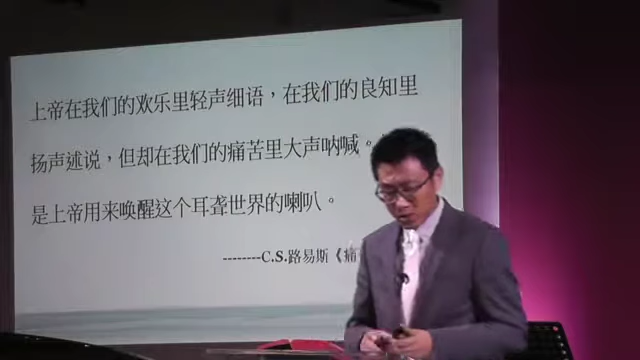 上帝在我们的欢乐里轻声细语，在我们的良知里
扬声述说，但却在我们的痛苦里大声呐喊。
是上帝用来唤醒这个耳聋世界的喇叭。
--------C.S.路易斯《痛